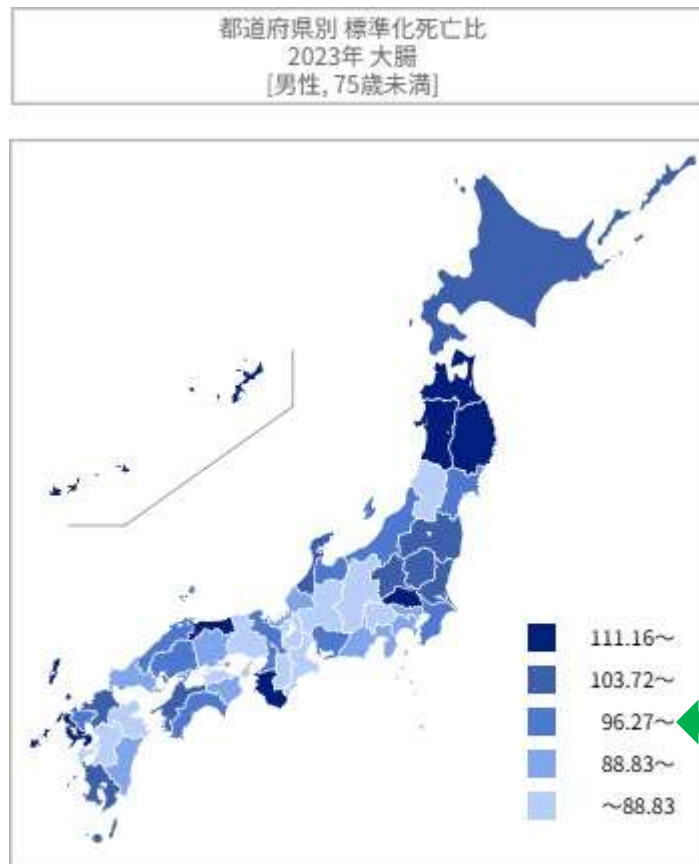 都道府県別 標準化死亡比
2023年 大腸
[男性, 75歳未満]
111.16～
103.72～
96.27～
88.83～
～88.83